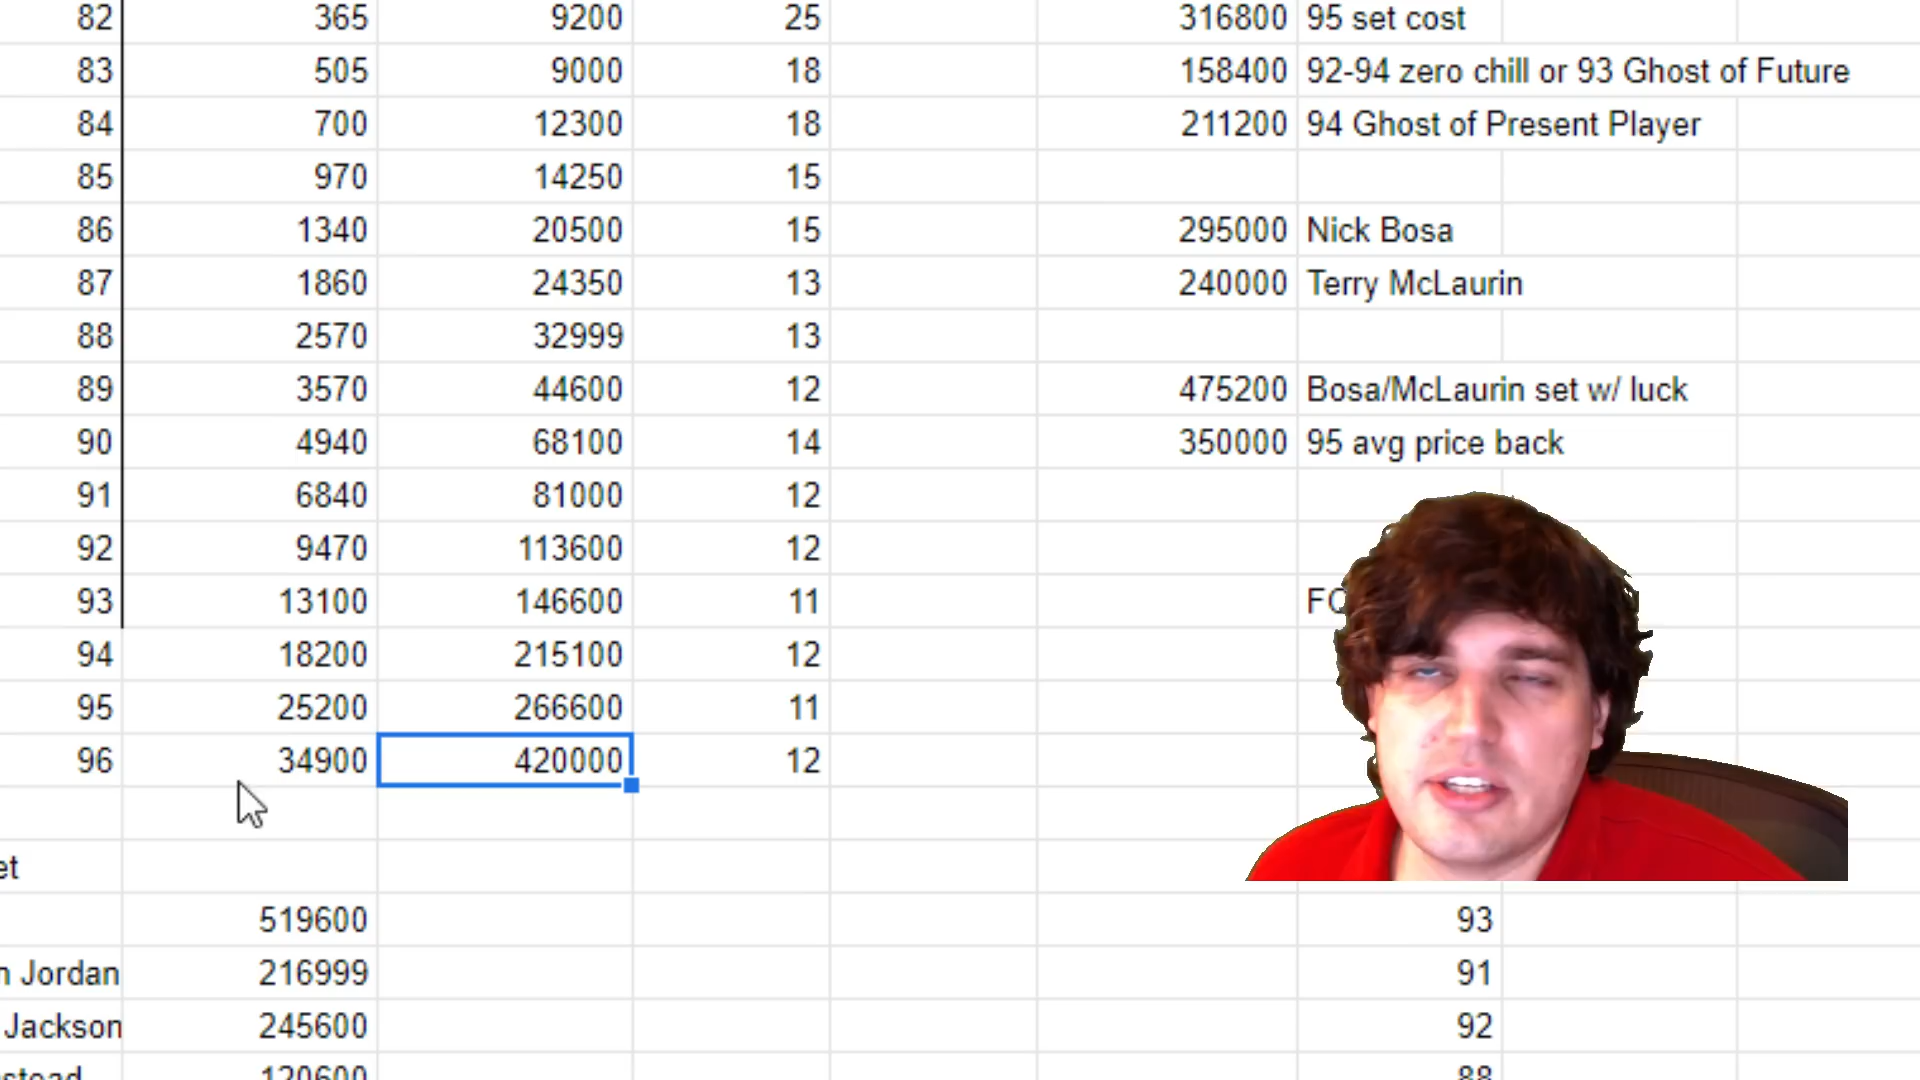 82 365 9200 25 316800 95 set cost
83 505 9000 18 158400 92-94 zero chill or 93 Ghost of Future
84 700 12300 18 211200 94 Ghost of Present Player
85 970 14250 15
86 1340 20500 15 295000 Nick Bosa
87 1860 24350 13 240000 Terry McLaurin
88 2570 32999 13
89 3570 44600 12 475200 Bosa/McLaurin set w/ luck
90 4940 68100 14 350000 95 avg price back
91 6840 81000 12
92 9470 113600 12
93 13100 146600 11
94 18200 215100 12
95 25200 266600 11
96 34900 420000 12
et
519600 93
n Jordan 216999 91
Jackson 245600 92
stead 120600 88